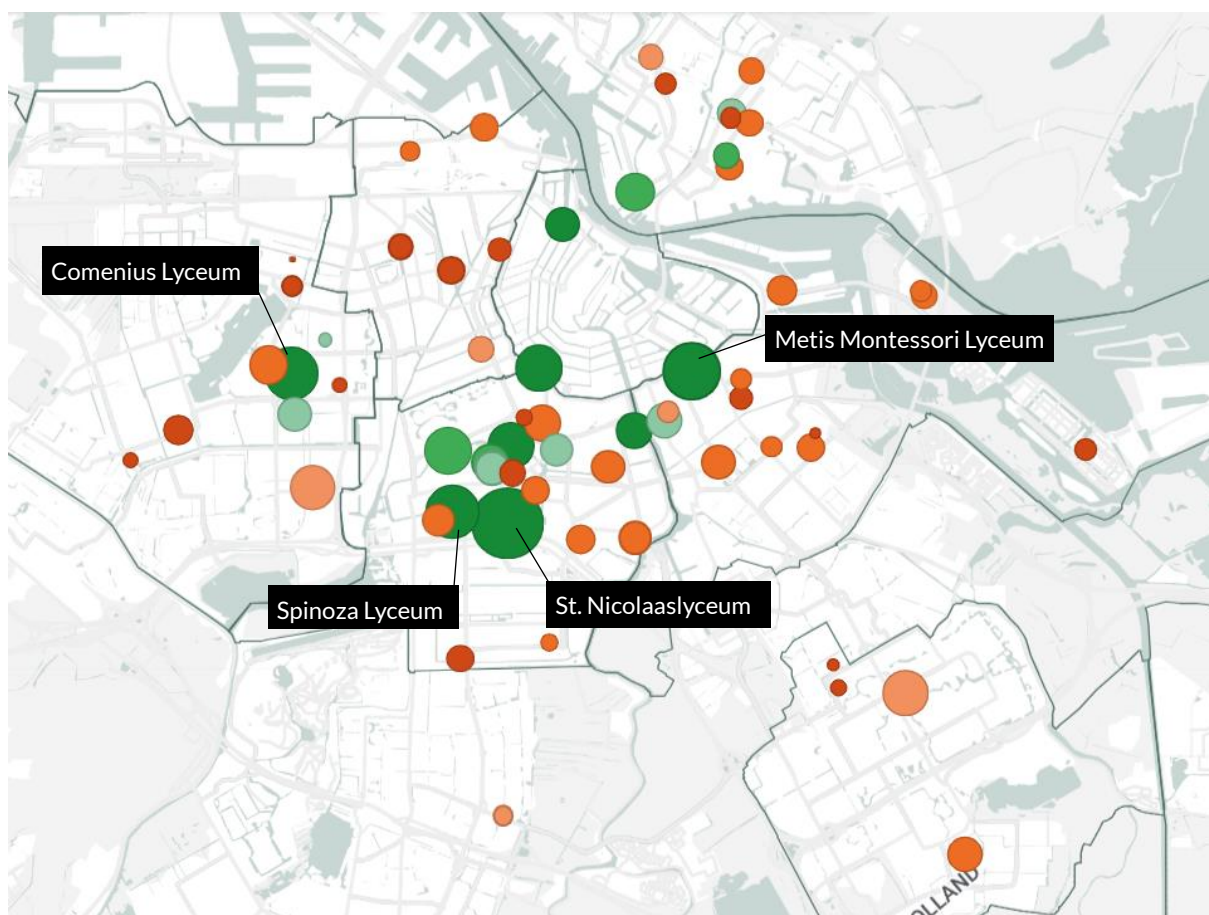 Comenius Lyceum
Metis Montessori Lyceum
Spinoza Lyceum
St. Nicolaaslyceum
OLLAND